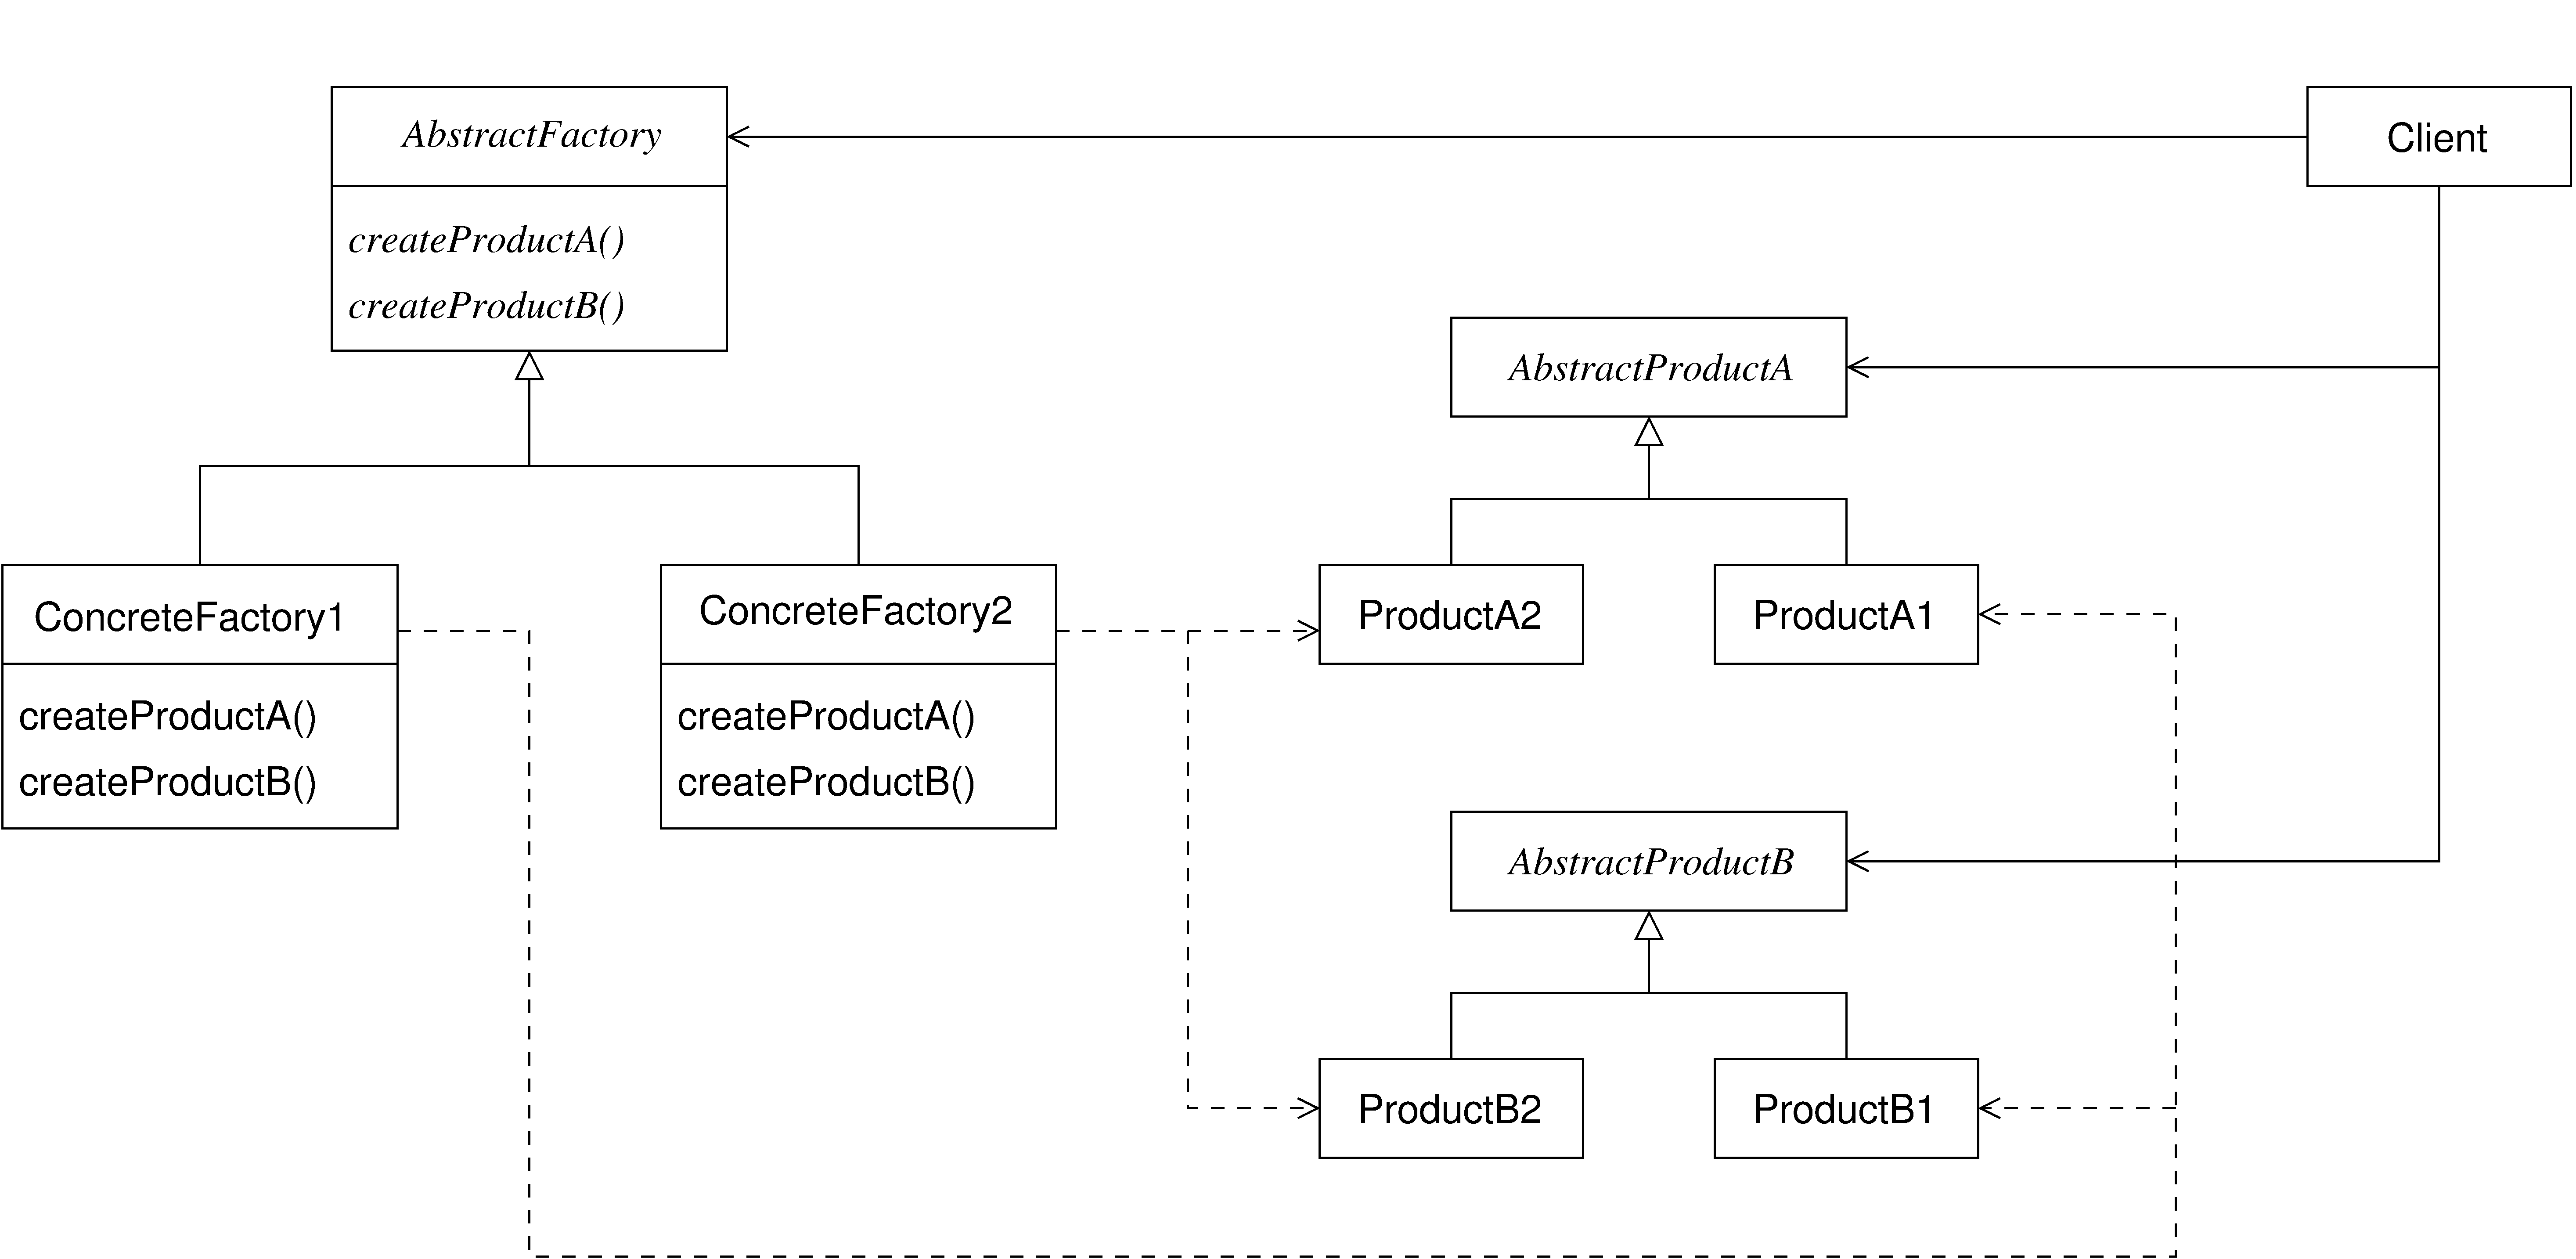 AbstractFactory
createProductA()
createProductB()
Client
AbstractProductA
ConcreteFactory1
createProductA()
createProductB()
ConcreteFactory2
createProductA()
createProductB()
ProductA2
ProductA1
AbstractProductB
ProductB2
ProductB1